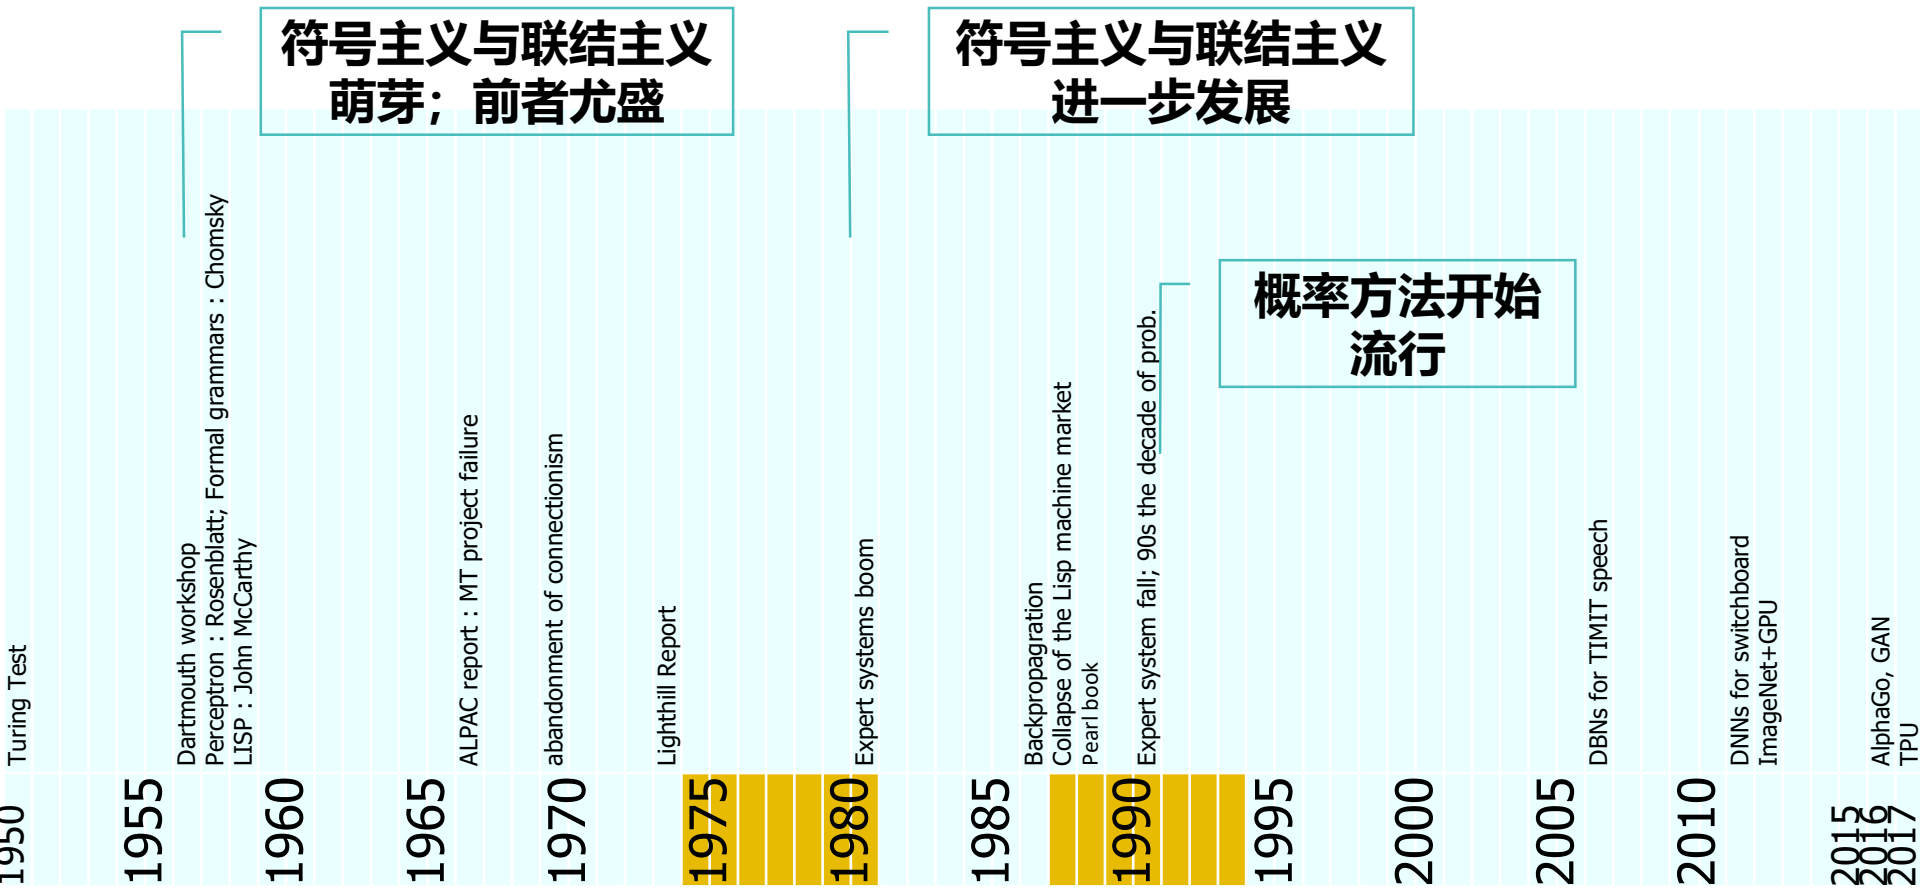 符号主义与联结主义
萌芽；前者尤盛
符号主义与联结主义
进一步发展
概率方法开始
流行
Turing Test
Dartmouth workshop
Perceptron : Rosenblatt; Formal grammars : Chomsky
LISP : John McCarthy
ALPAC report : MT project failure
abandonment of connectionism
Lighthill Report
Expert systems boom
Backpropagration
Collapse of the Lisp machine market
Pearl book
Expert system fall; 90s the decade of prob.
DBNs for TIMIT speech
DNNs for switchboard
ImageNet+GPU
AlphaGo, GAN
TPU
1950
1955
1960
1965
1970
1975
1980
1985
1990
1995
2000
2005
2010
2015
2016
2017